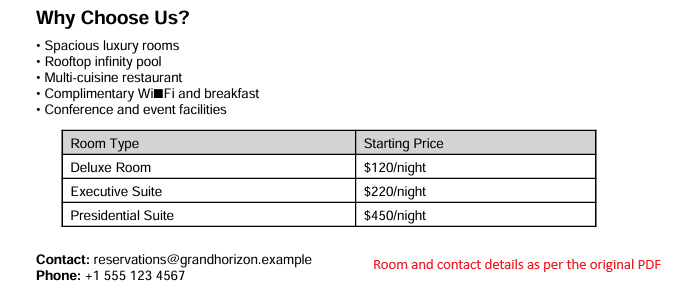 Why Choose Us?
• Spacious luxury rooms
• Rooftop infinity pool
• Multi-cuisine restaurant
• Complimentary Wi■Fi and breakfast
• Conference and event facilities
Room Type Starting Price
Deluxe Room $120/night
Executive Suite $220/night
Presidential Suite $450/night
Contact: reservations@grandhorizon.example
Phone: +1 555 123 4567
Room and contact details as per the original PDF